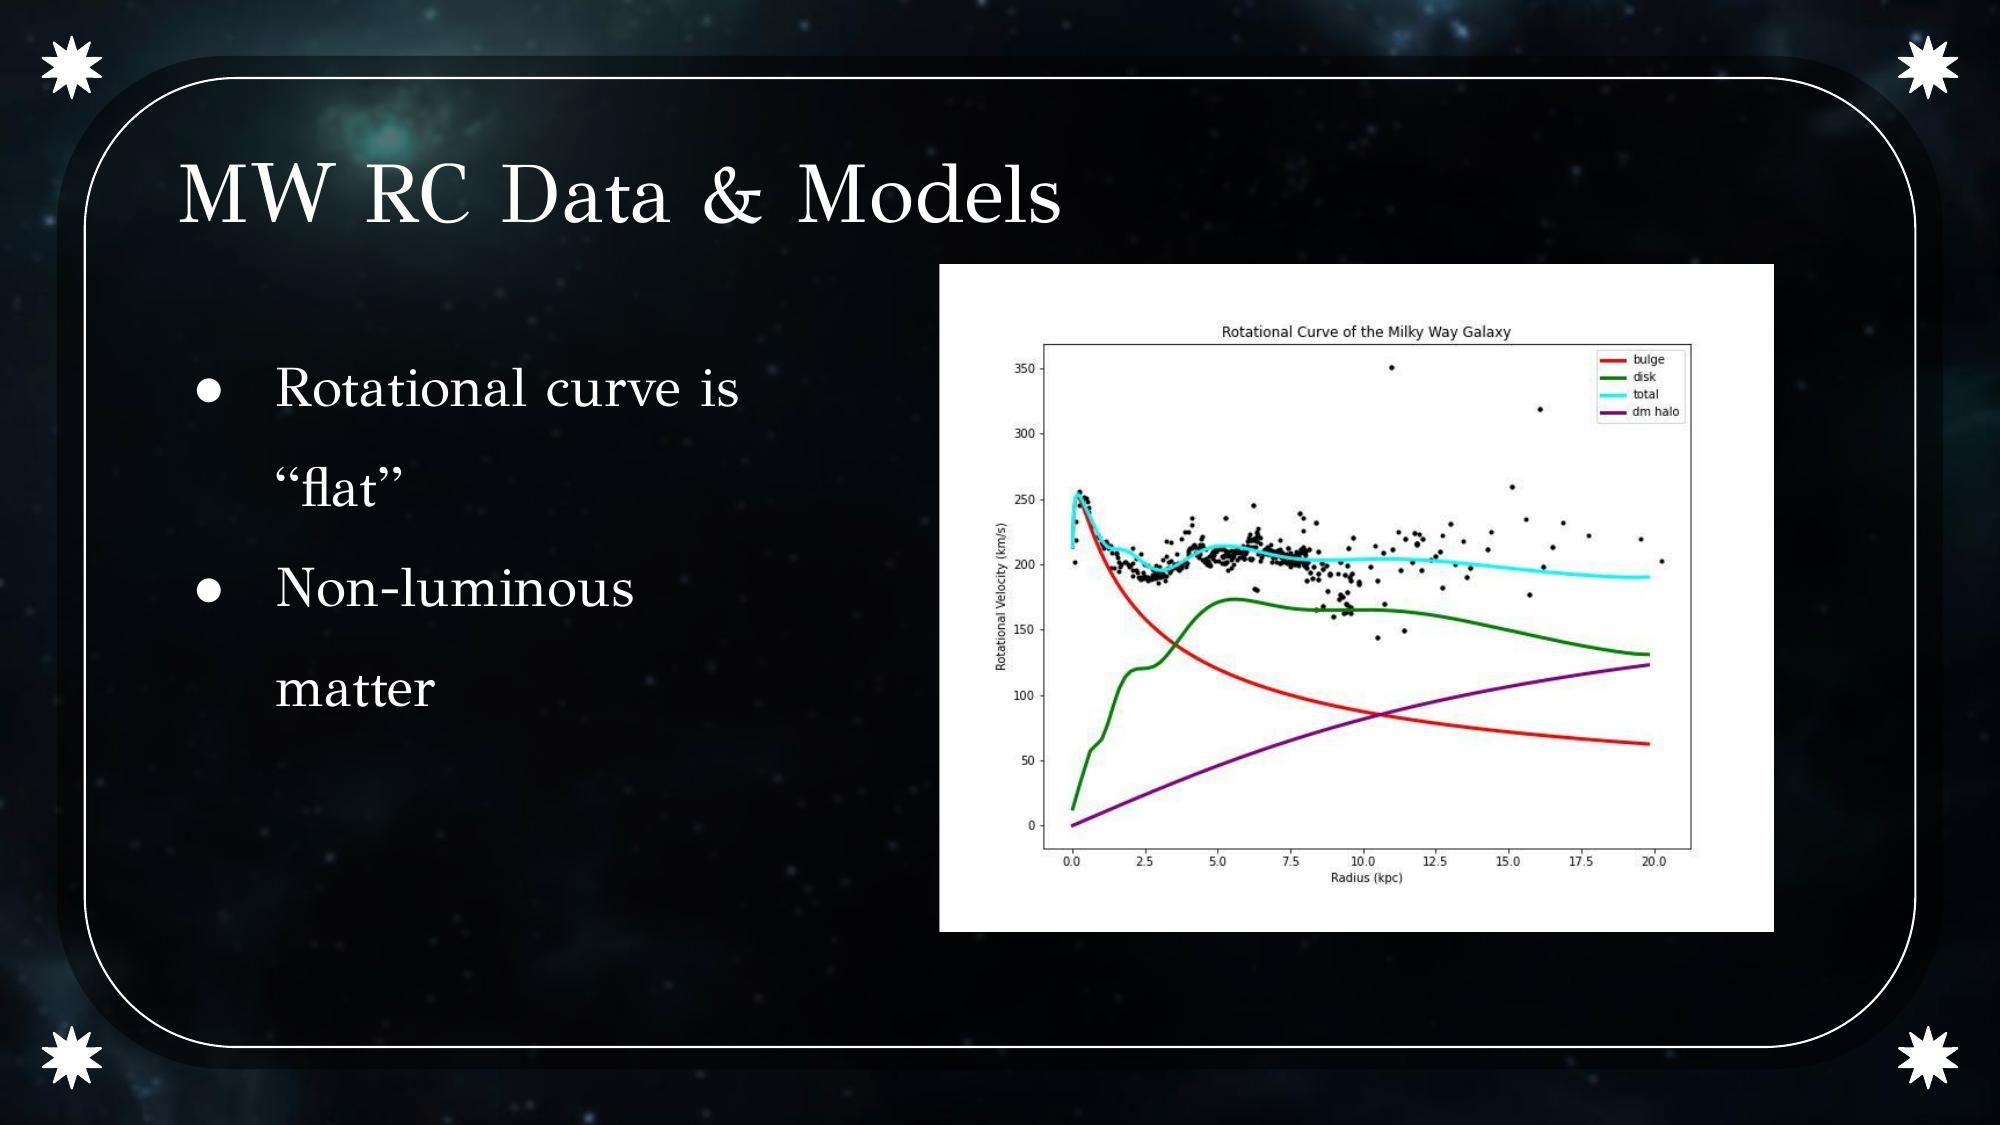 MW RC Data & Models
● Rotational curve is
“flat”
● Non-luminous
matter
Rotational Curve of the Milky Way Galaxy
bulge
disk
total
dm halo
Rotational Velocity (km/s)
350
300
250
200
150
100
50
0
0.0 2.5 5.0 7.5 10.0 12.5 15.0 17.5 20.0
Radius (kpc)